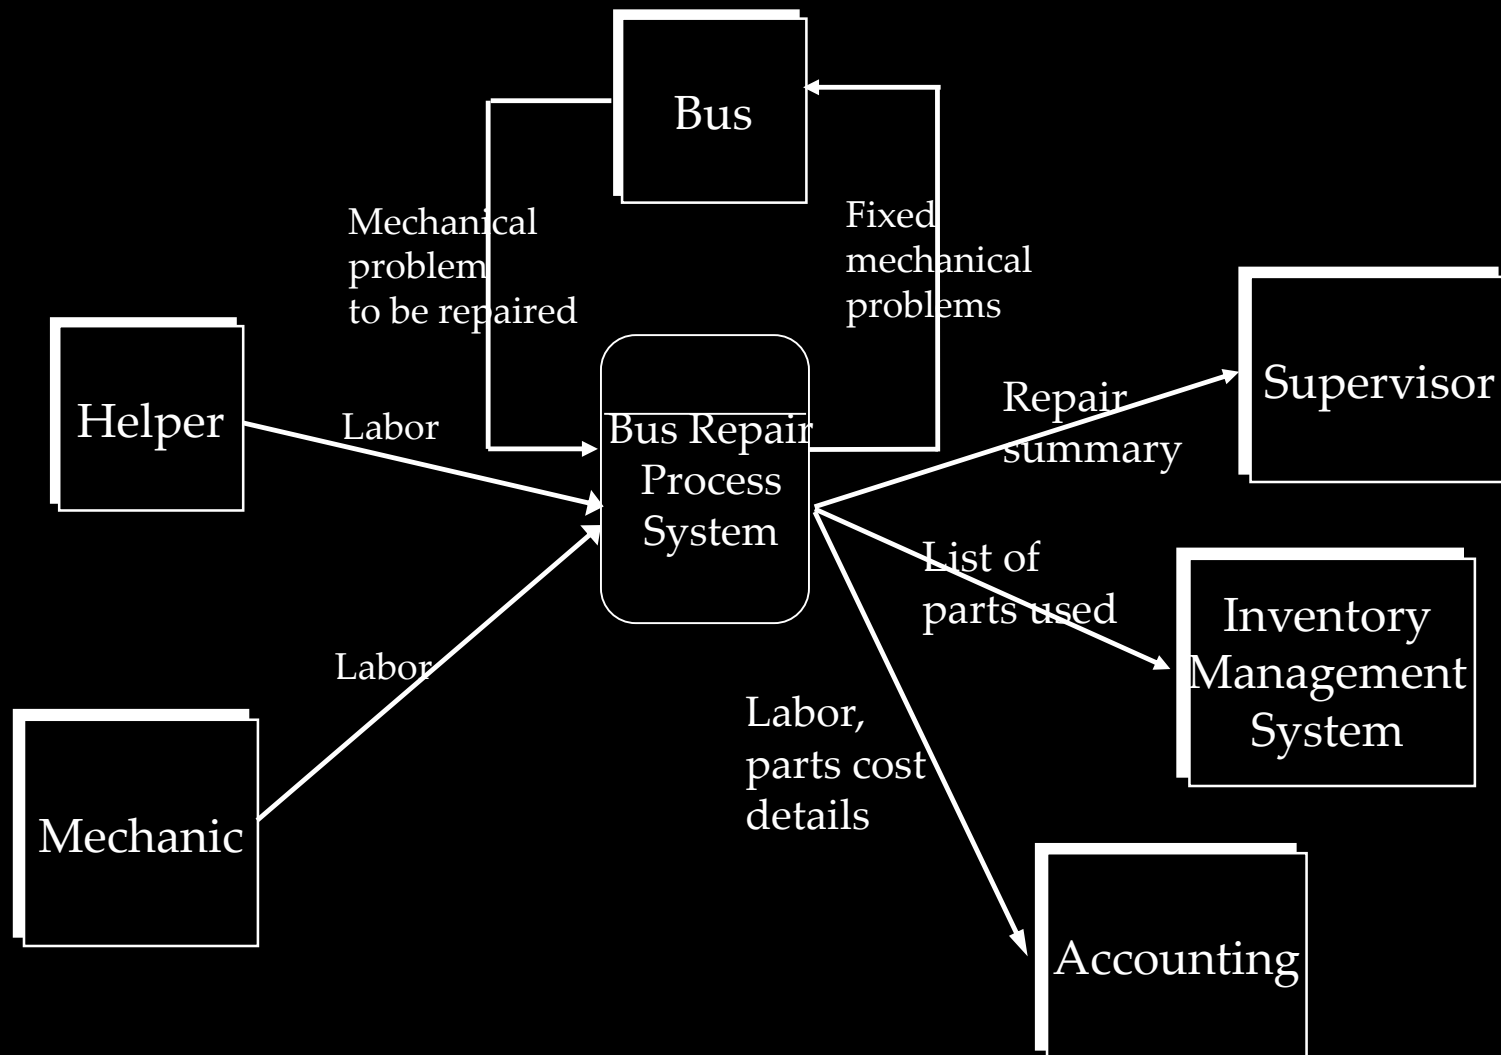 Bus
Mechanical
problem
to be repaired
Fixed
mechanical
problems
Helper
Labor
Bus Repair
Process
System
Repair
summary
Supervisor
List of
parts used
Inventory
Management
System
Labor
Mechanic
Labor,
parts cost
details
Accounting